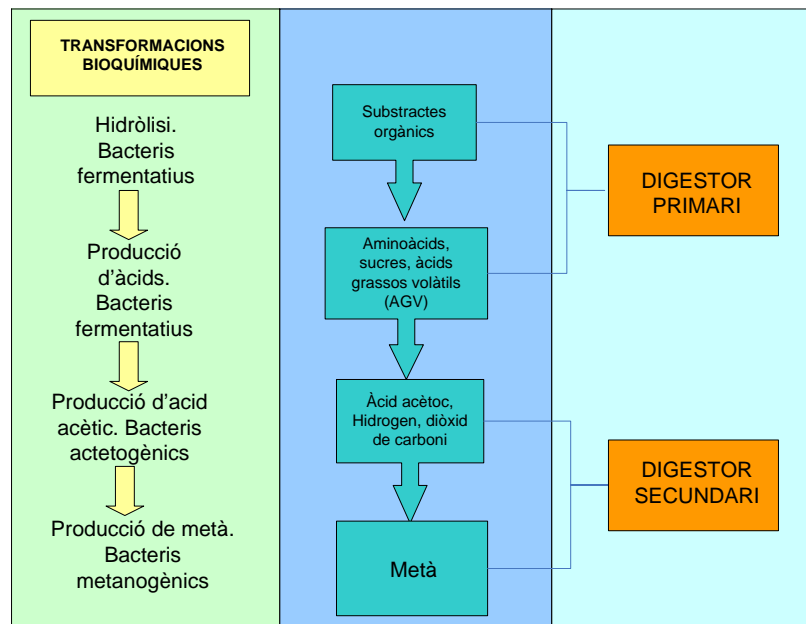 TRANSFORMACIONS
BIOQUÍMIQUES
Hidròlisi.
Bacteris
fermentatius
Producció
d'àcids.
Bacteris
fermentatius
Producció d'acid
acètic. Bacteris
actetogènics
Producció de metà.
Bacteris
metanogènics
Substractes
orgànics
Aminoàcids,
sucres, àcids
grassos volàtils
(AGV)
Àcid acètoc,
Hidrogen, diòxid
de carboni
Metà
DIGESTOR
PRIMARI
DIGESTOR
SECUNDARI